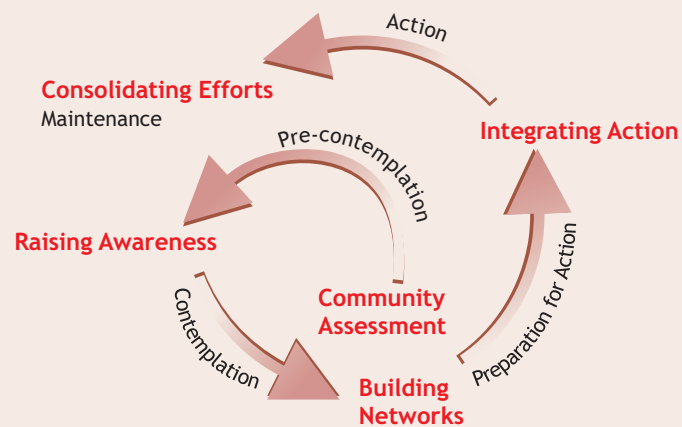 Action
Consolidating Efforts
Maintenance
Integrating Action
Pre-contemplation
Raising Awareness
Community
Assessment
Contemplation
Preparation for Action
Building
Networks